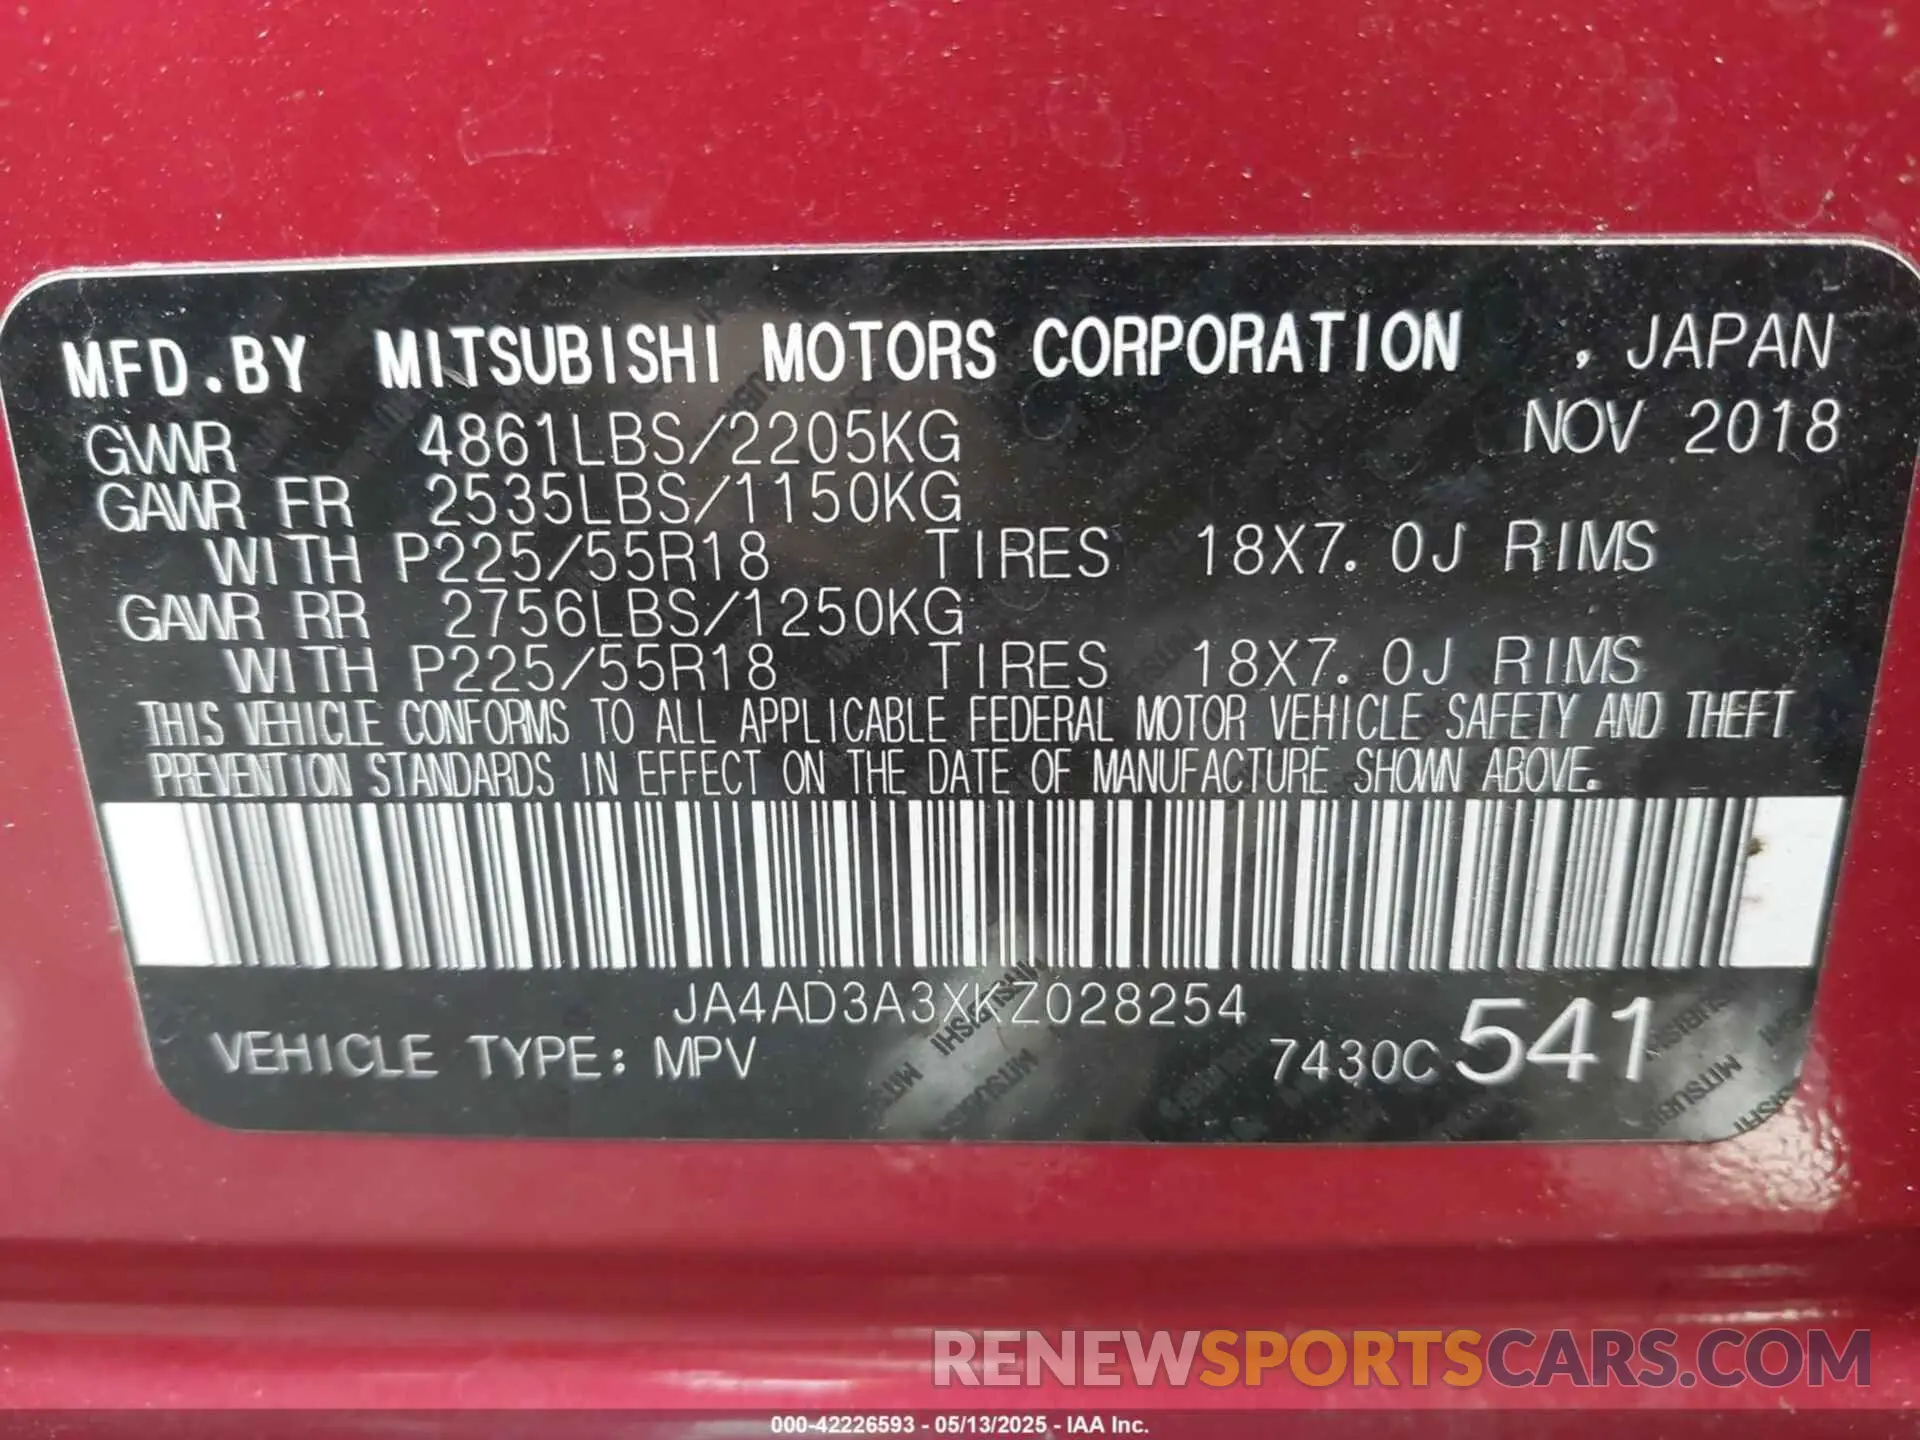 MFD.BY MITSUBISHI MOTORS CORPORATION , JAPAN
GVWR 4861LBS/2205KG NOV 2018
GAWR FR 2535LBS/1150KG
WITH P225/55R18 TIRES 18X7.0J RIMS
GAWR RR 2756LBS/1250KG
WITH P225/55R18 TIRES 18X7.0J RIMS
THIS VEHICLE CONFORMS TO ALL APPLICABLE FEDERAL MOTOR VEHICLE SAFETY AND THEFT
PREVENTION STANDARDS IN EFFECT ON THE DATE OF MANUFACTURE SHOWN ABOVE.
JA4AD3A3XKZ028254
VEHICLE TYPE: MPV 7430C 541
RENEWSPORTSCARS.COM
000-42226593 - 05/13/2025 - IAA Inc.